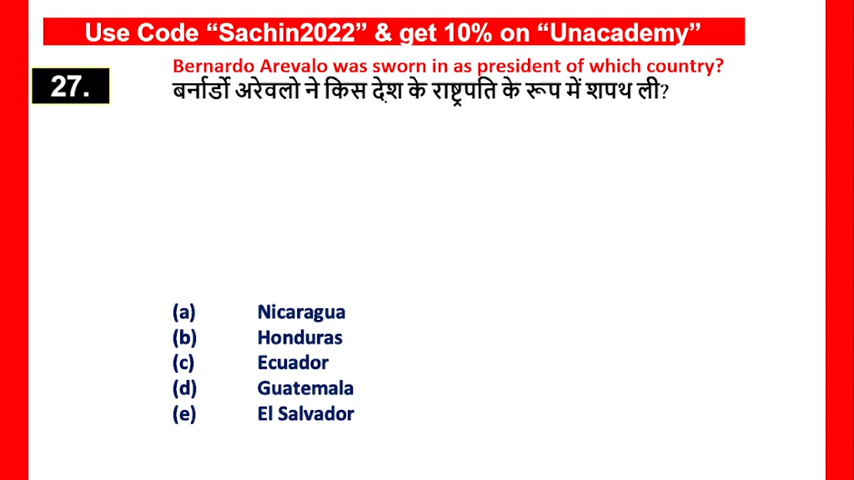 Use Code “Sachin2022” & get 10% on “Unacademy”
27.
Bernardo Arevalo was sworn in as president of which country?
बर्नार्डो अरेवलो ने किस देश के राष्ट्रपति के रूप में शपथ ली?
(a) Nicaragua
(b) Honduras
(c) Ecuador
(d) Guatemala
(e) El Salvador